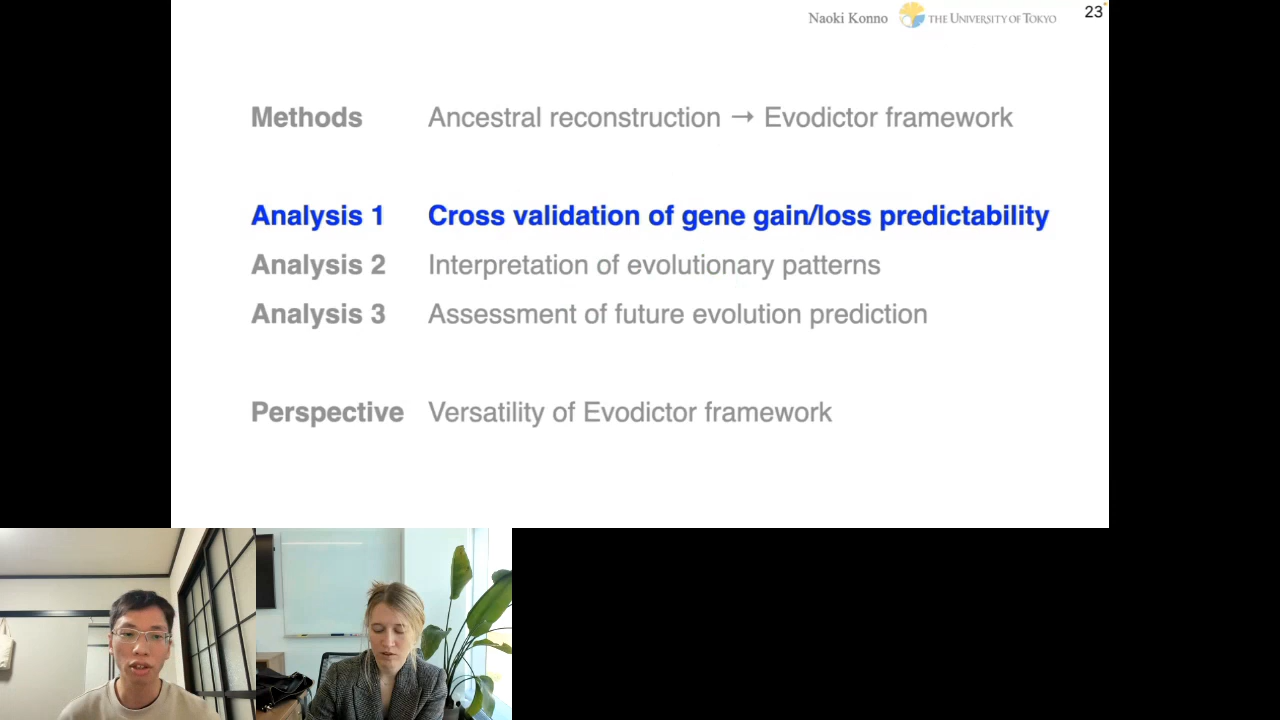 Naoki Konno THE UNIVERSITY OF TOKYO 23
Methods Ancestral reconstruction → Evodictor framework
Analysis 1 Cross validation of gene gain/loss predictability
Analysis 2 Interpretation of evolutionary patterns
Analysis 3 Assessment of future evolution prediction
Perspective Versatility of Evodictor framework